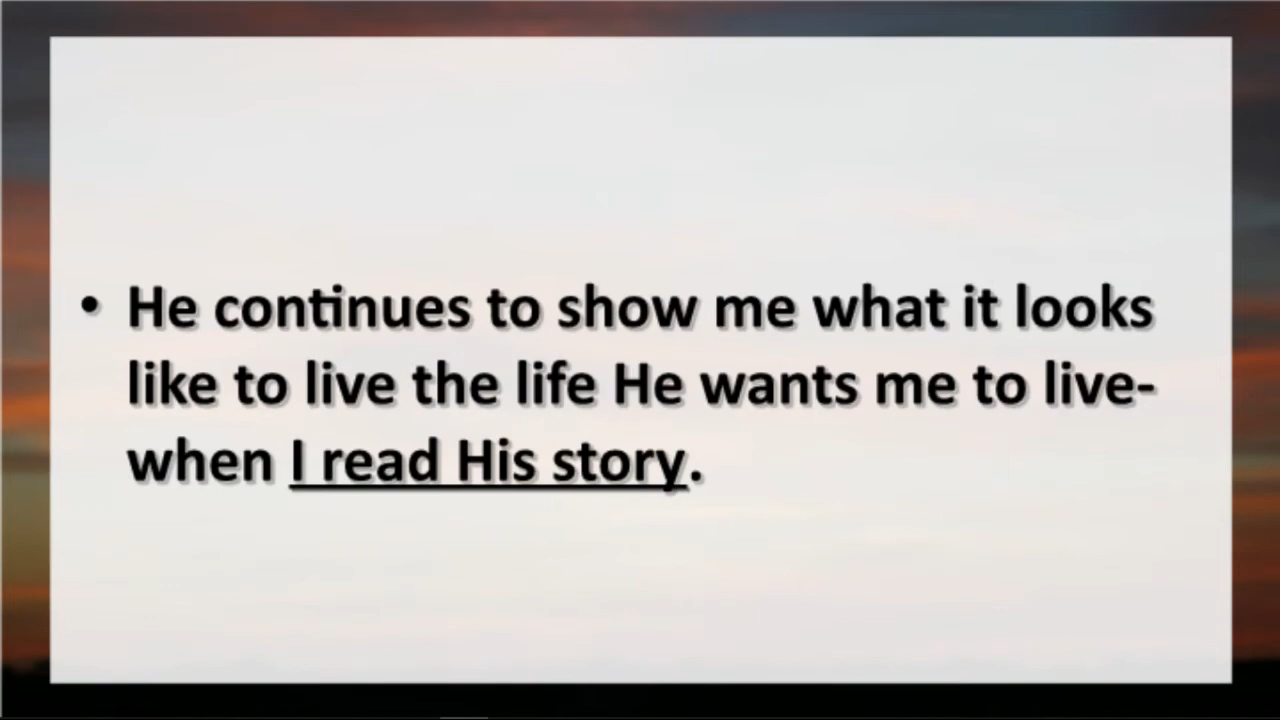 • He continues to show me what it looks
like to live the life He wants me to live-
when I read His story.